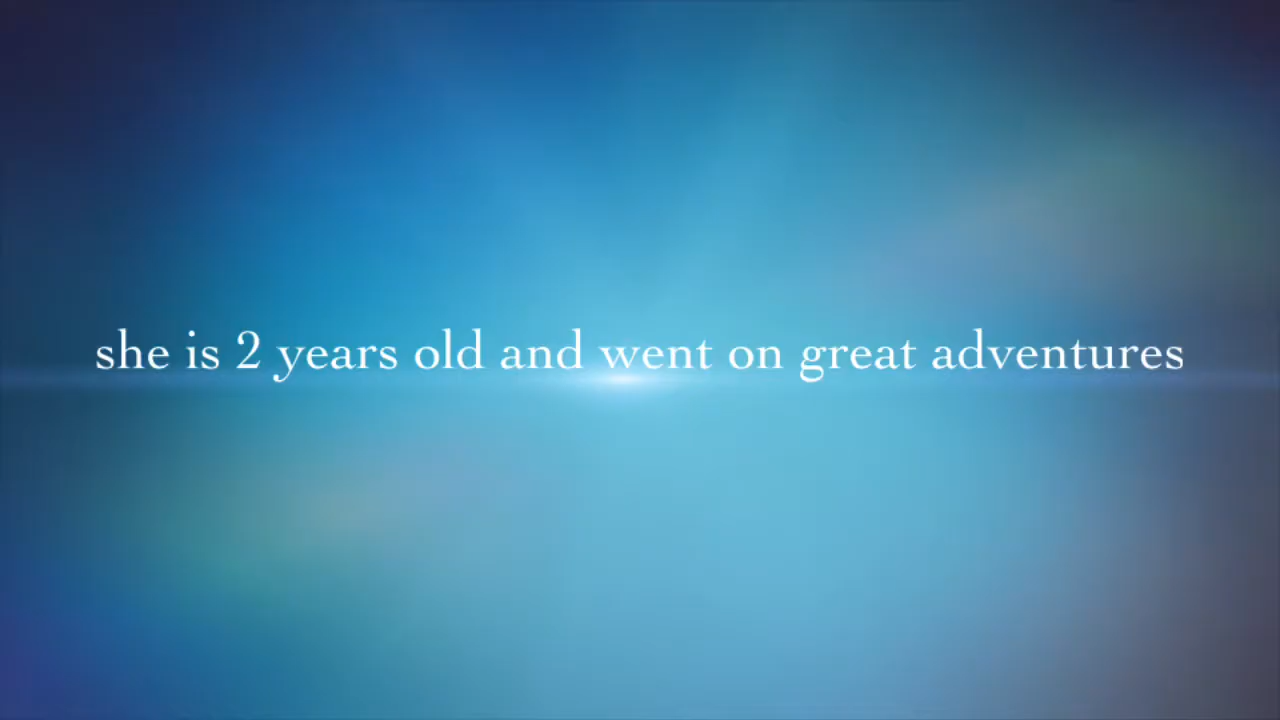 she is 2 years old and went on great adventures